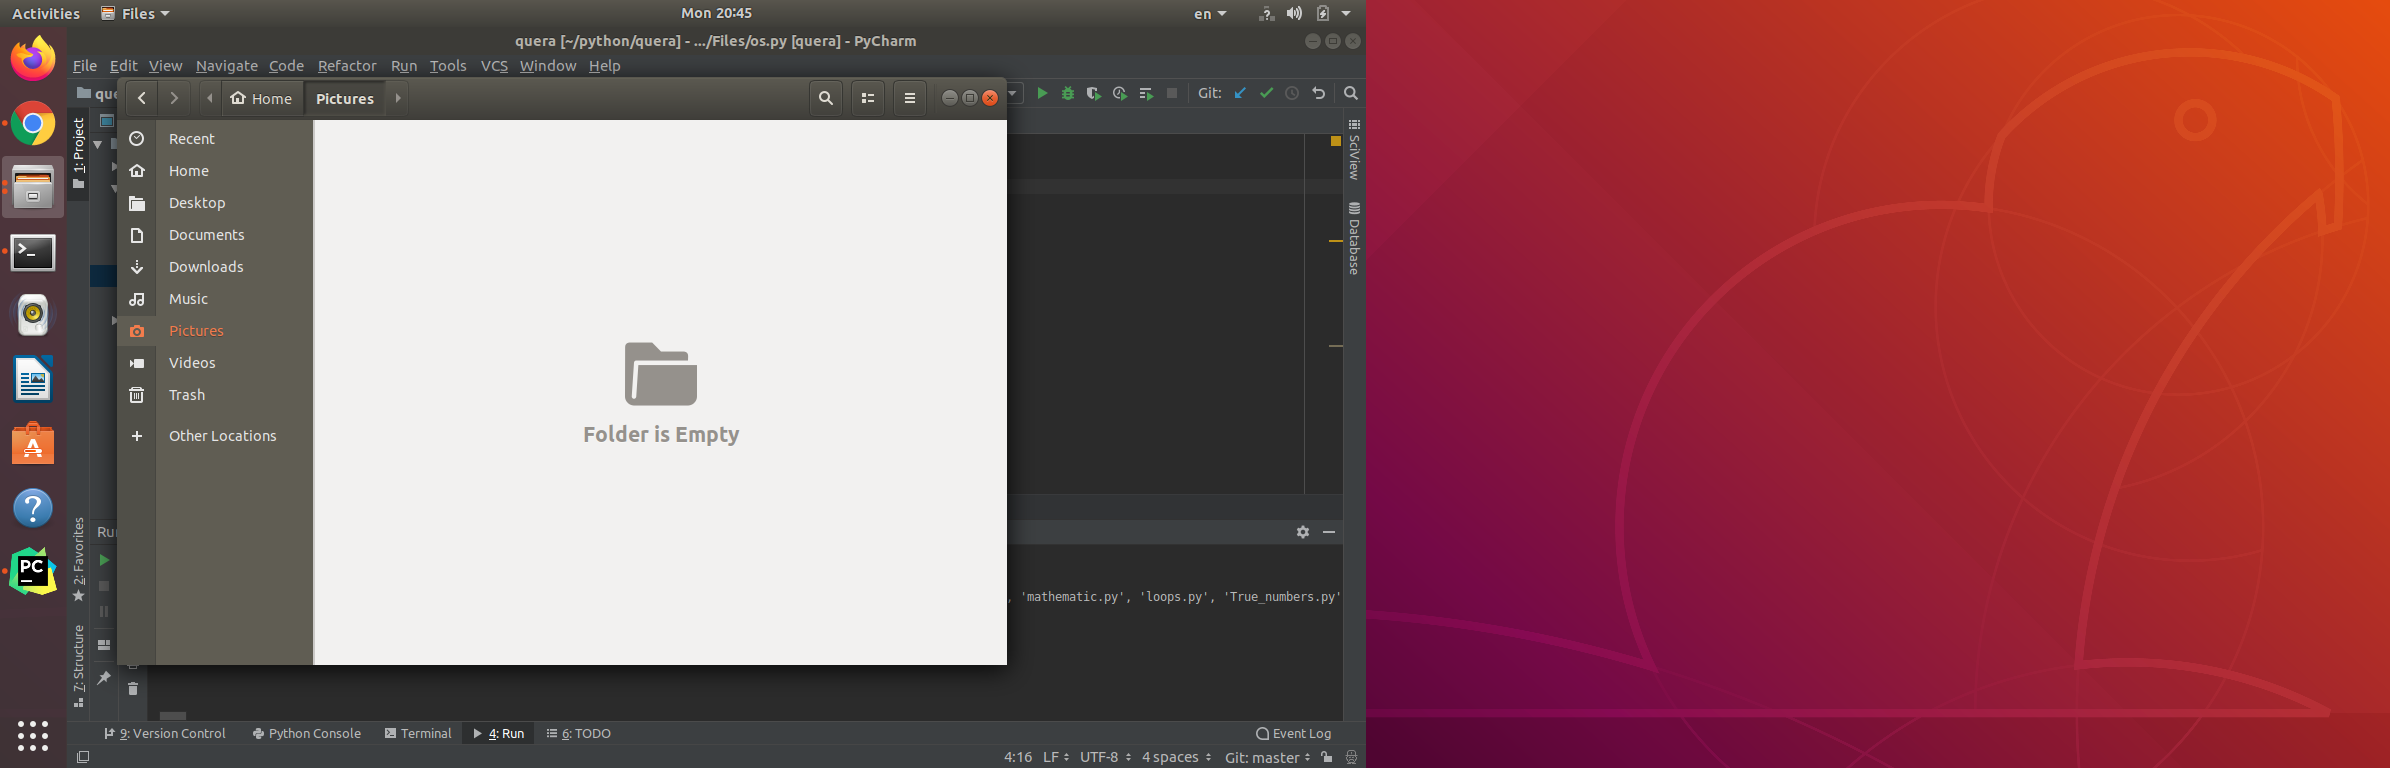 Activities Files Mon 20:45 en
quera [~/python/quera] - .../Files/os.py [quera] - PyCharm
File Edit View Navigate Code Refactor Run Tools VCS Window Help
que Home Pictures Git:
1: Project
Recent
Home
Desktop
Documents
Downloads
Music
Pictures
Videos
Trash
Other Locations
Folder is Empty
SciView
Database
2: Favorites
7: Structure
Run
, 'mathematic.py', 'loops.py', 'True_numbers.py'
PC
9: Version Control Python Console Terminal 4: Run 6: TODO Event Log
4:16 LF UTF-8 4 spaces Git: master